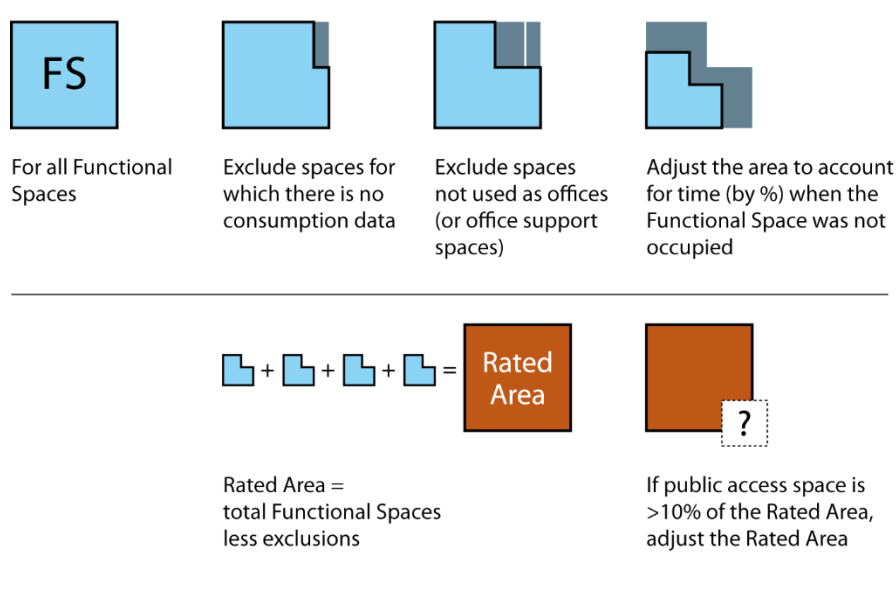 FS
For all Functional
Spaces
Exclude spaces for
which there is no
consumption data
Exclude spaces
not used as offices
(or office support
spaces)
Adjust the area to account
for time (by %) when the
Functional Space was not
occupied
+ + + =
Rated
Area
?
Rated Area =
total Functional Spaces
less exclusions
If public access space is
>10% of the Rated Area,
adjust the Rated Area